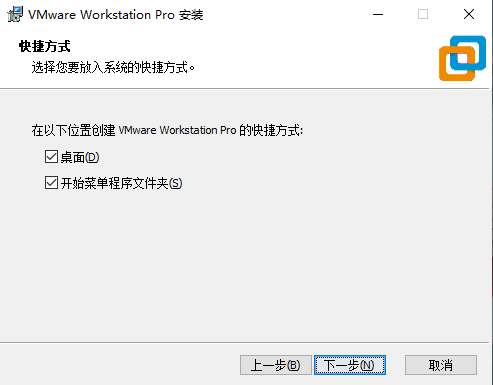 VMware Workstation Pro 安装
快捷方式
选择您要放入系统的快捷方式。
在以下位置创建 VMware Workstation Pro 的快捷方式:
桌面(D)
开始菜单程序文件夹(S)
上一步(B) 下一步(N) 取消